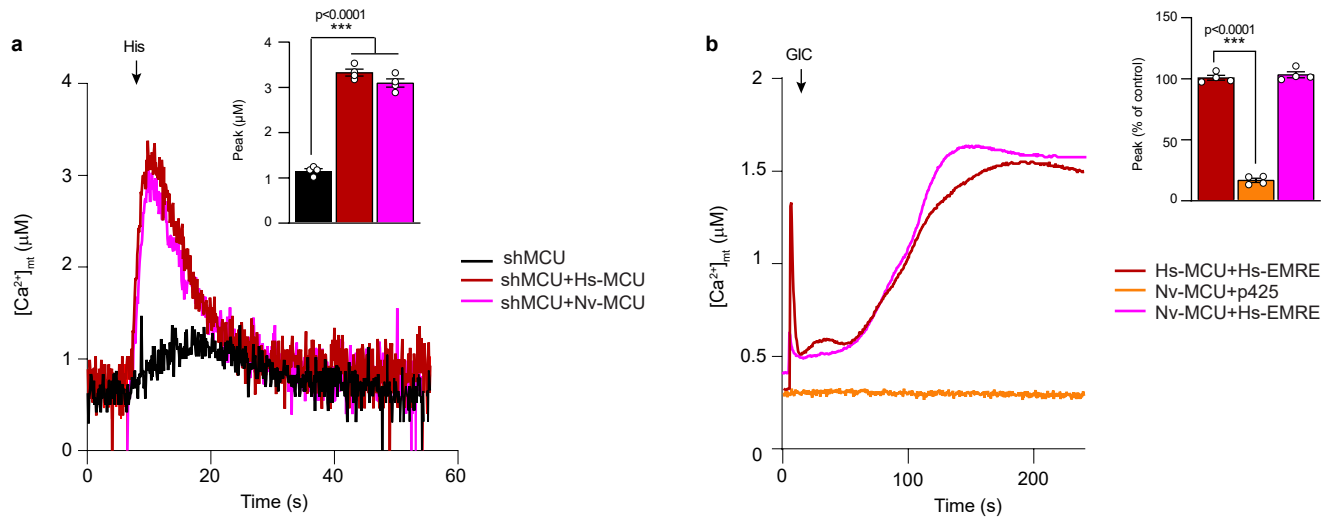 a
His
p<0.0001
***
Peak (µM)
4
3
2
1
0
[Ca²⁺]mt (µM)
4
3
2
1
0
0
20
40
60
Time (s)
shMCU
shMCU+Hs-MCU
shMCU+Nv-MCU
b
GlC
p<0.0001
***
Peak (% of control)
150
100
50
0
[Ca²⁺]mt (µM)
2
1.5
1
0.5
0
0
100
200
Time (s)
Hs-MCU+Hs-EMRE
Nv-MCU+p425
Nv-MCU+Hs-EMRE